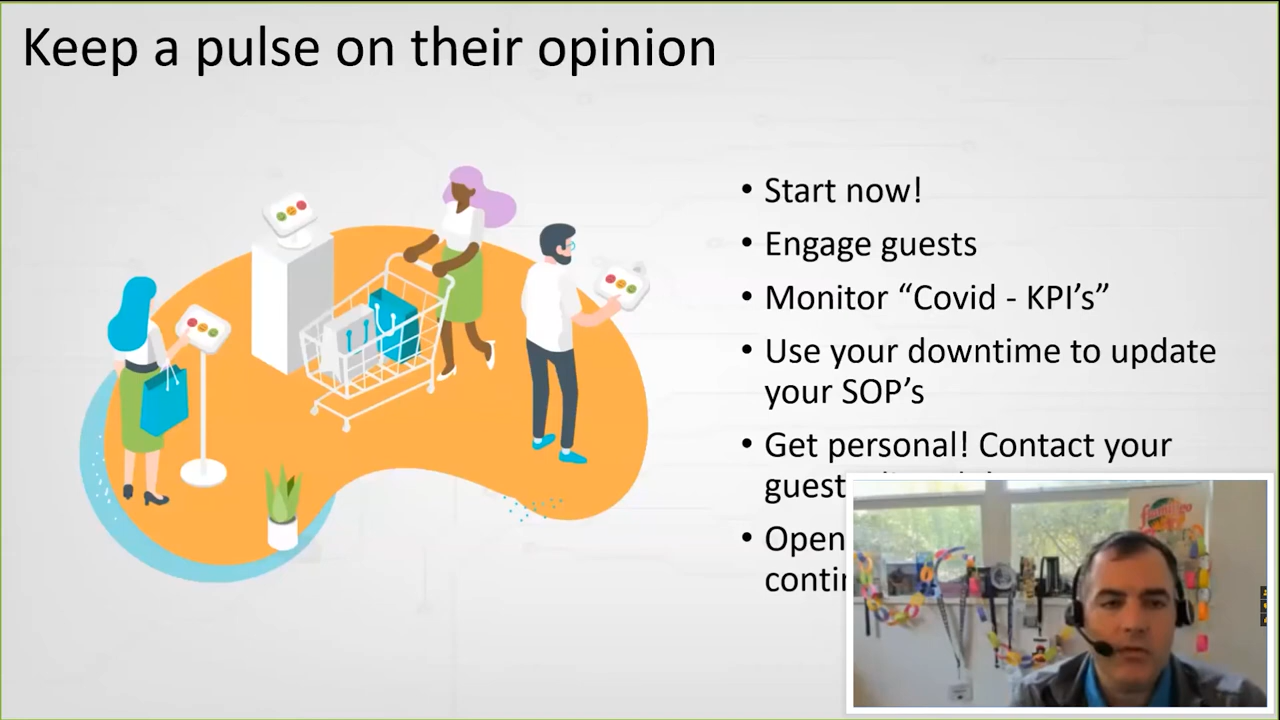 Keep a pulse on their opinion
• Start now!
• Engage guests
• Monitor “Covid - KPI’s”
• Use your downtime to update
your SOP’s
• Get personal! Contact your
guest
• Open